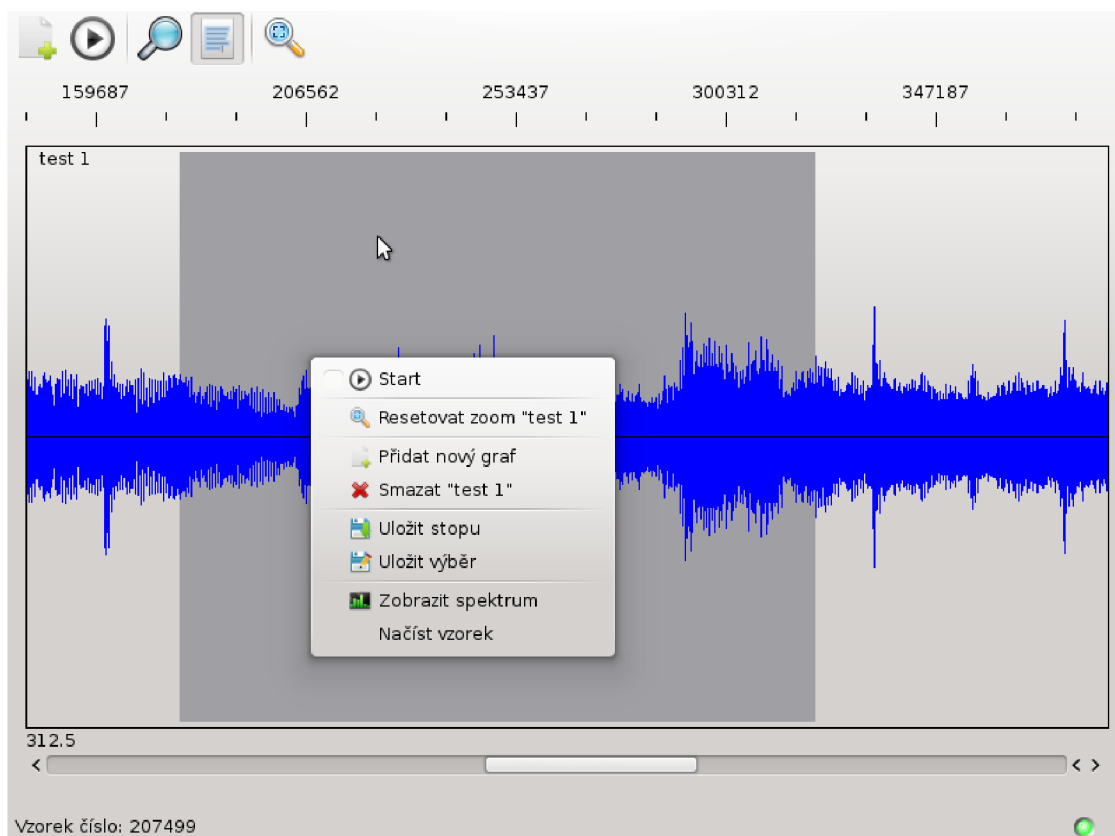 159687 206562 253437 300312 347187
test 1
Start
Resetovat zoom "test 1"
Přidat nový graf
Smazat "test 1"
Uložit stopu
Uložit výběr
Zobrazit spektrum
Načíst vzorek
312.5
Vzorek číslo: 207499